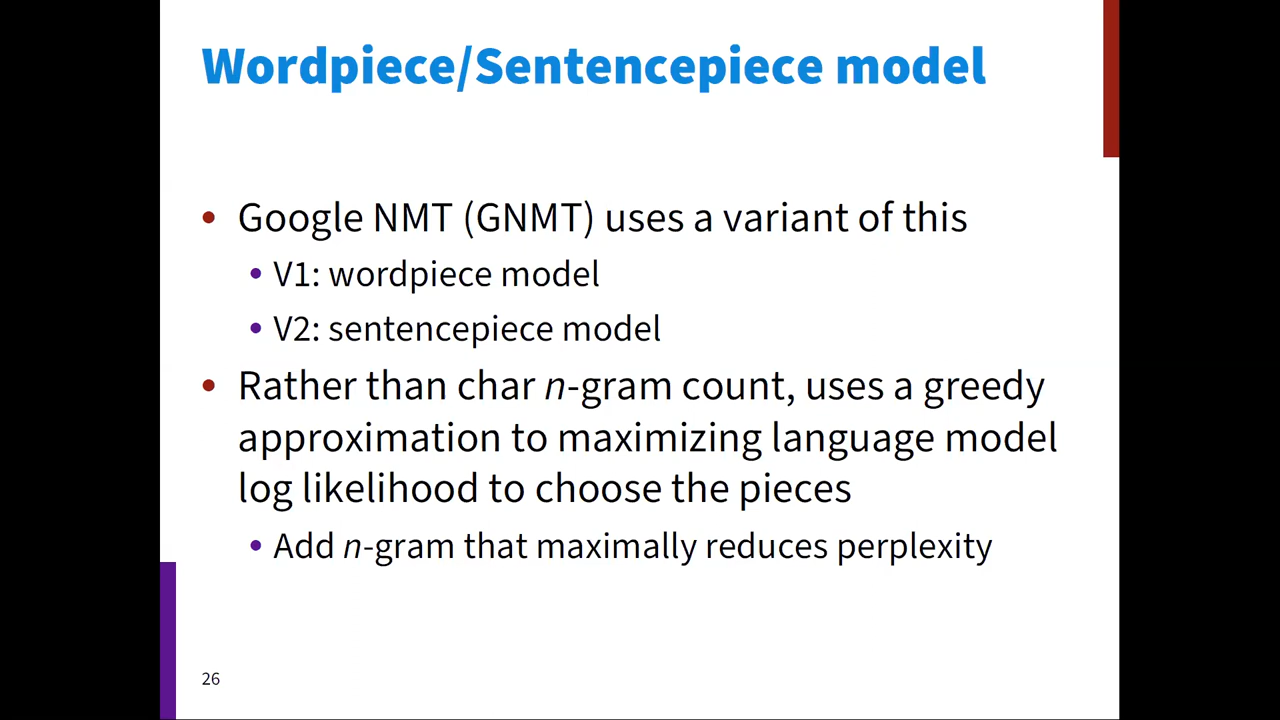 Wordpiece/Sentencepiece model
• Google NMT (GNMT) uses a variant of this
• V1: wordpiece model
• V2: sentencepiece model
• Rather than char n-gram count, uses a greedy
approximation to maximizing language model
log likelihood to choose the pieces
• Add n-gram that maximally reduces perplexity
26